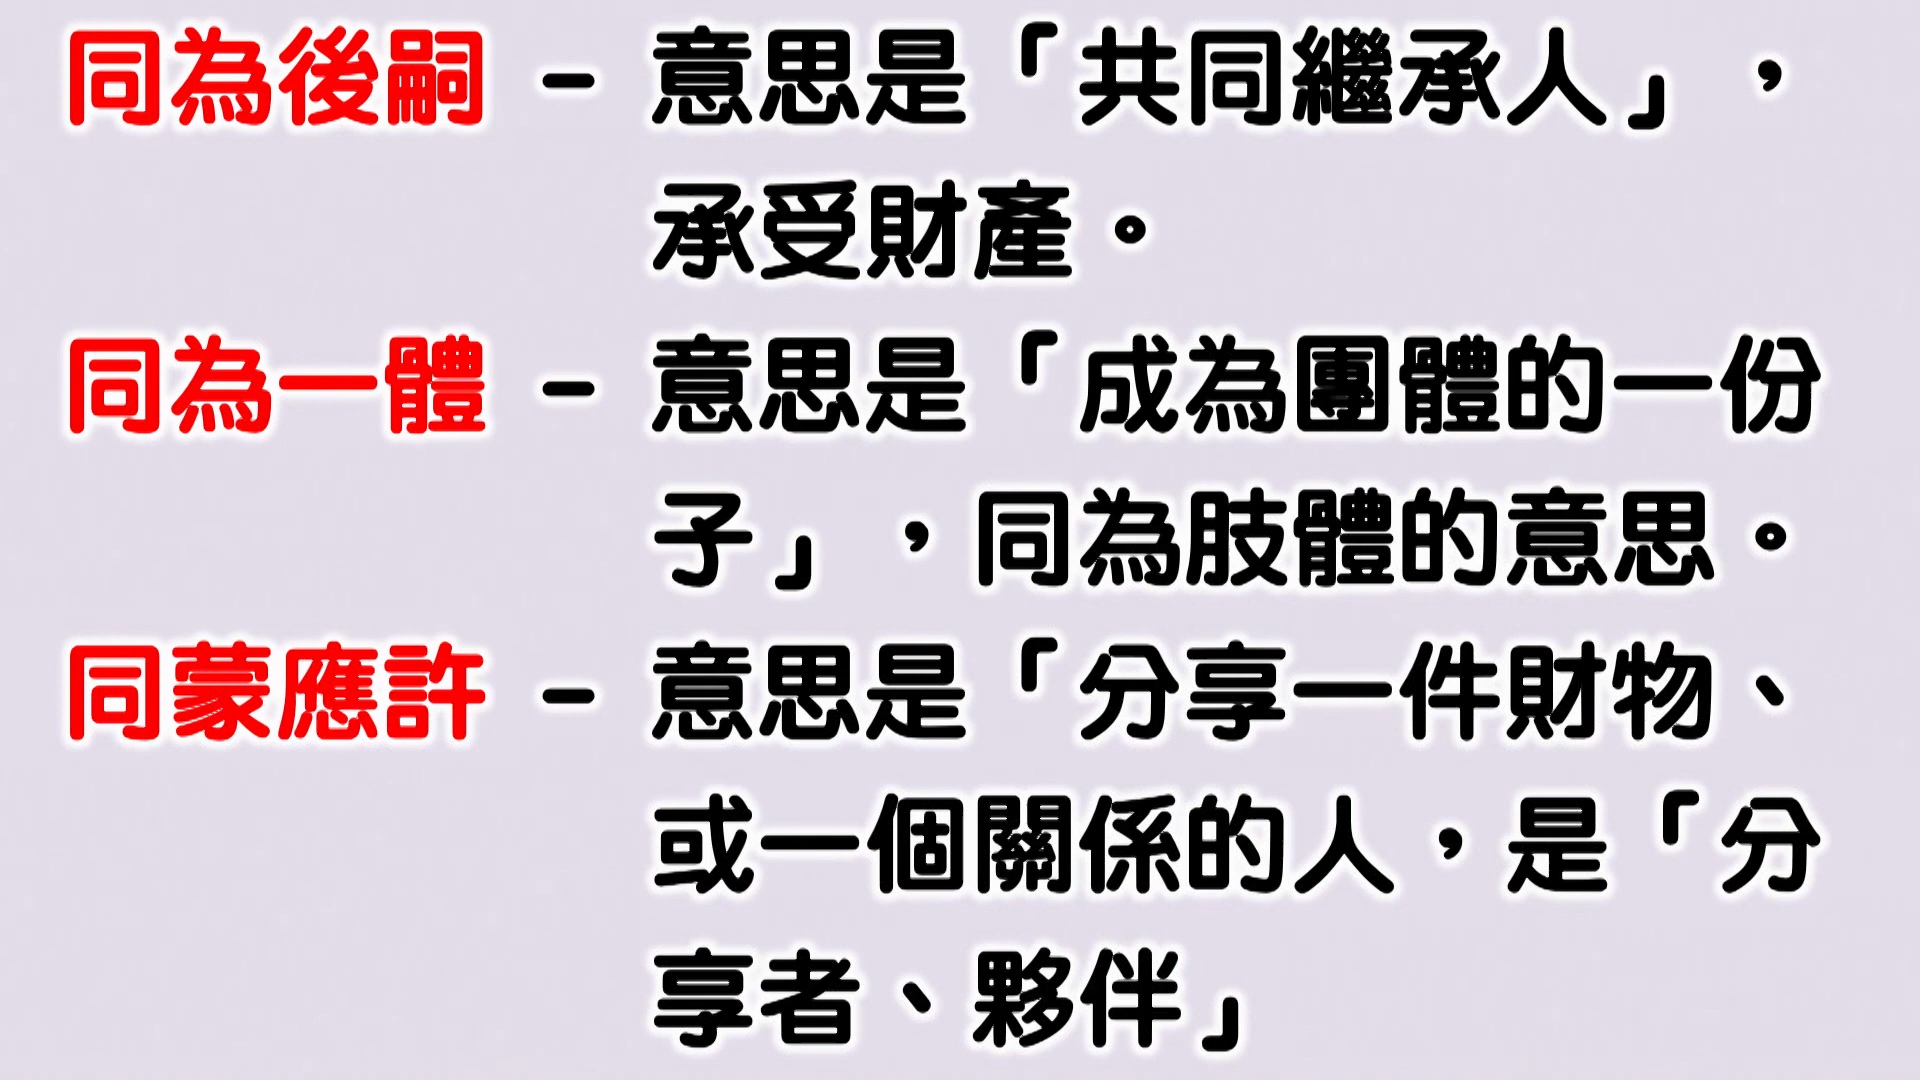 同為後嗣 - 意思是「共同繼承人」，
承受財產。
同為一體 - 意思是「成為團體的一份
子」，同為肢體的意思。
同蒙應許 - 意思是「分享一件財物、
或一個關係的人，是「分
享者、夥伴」